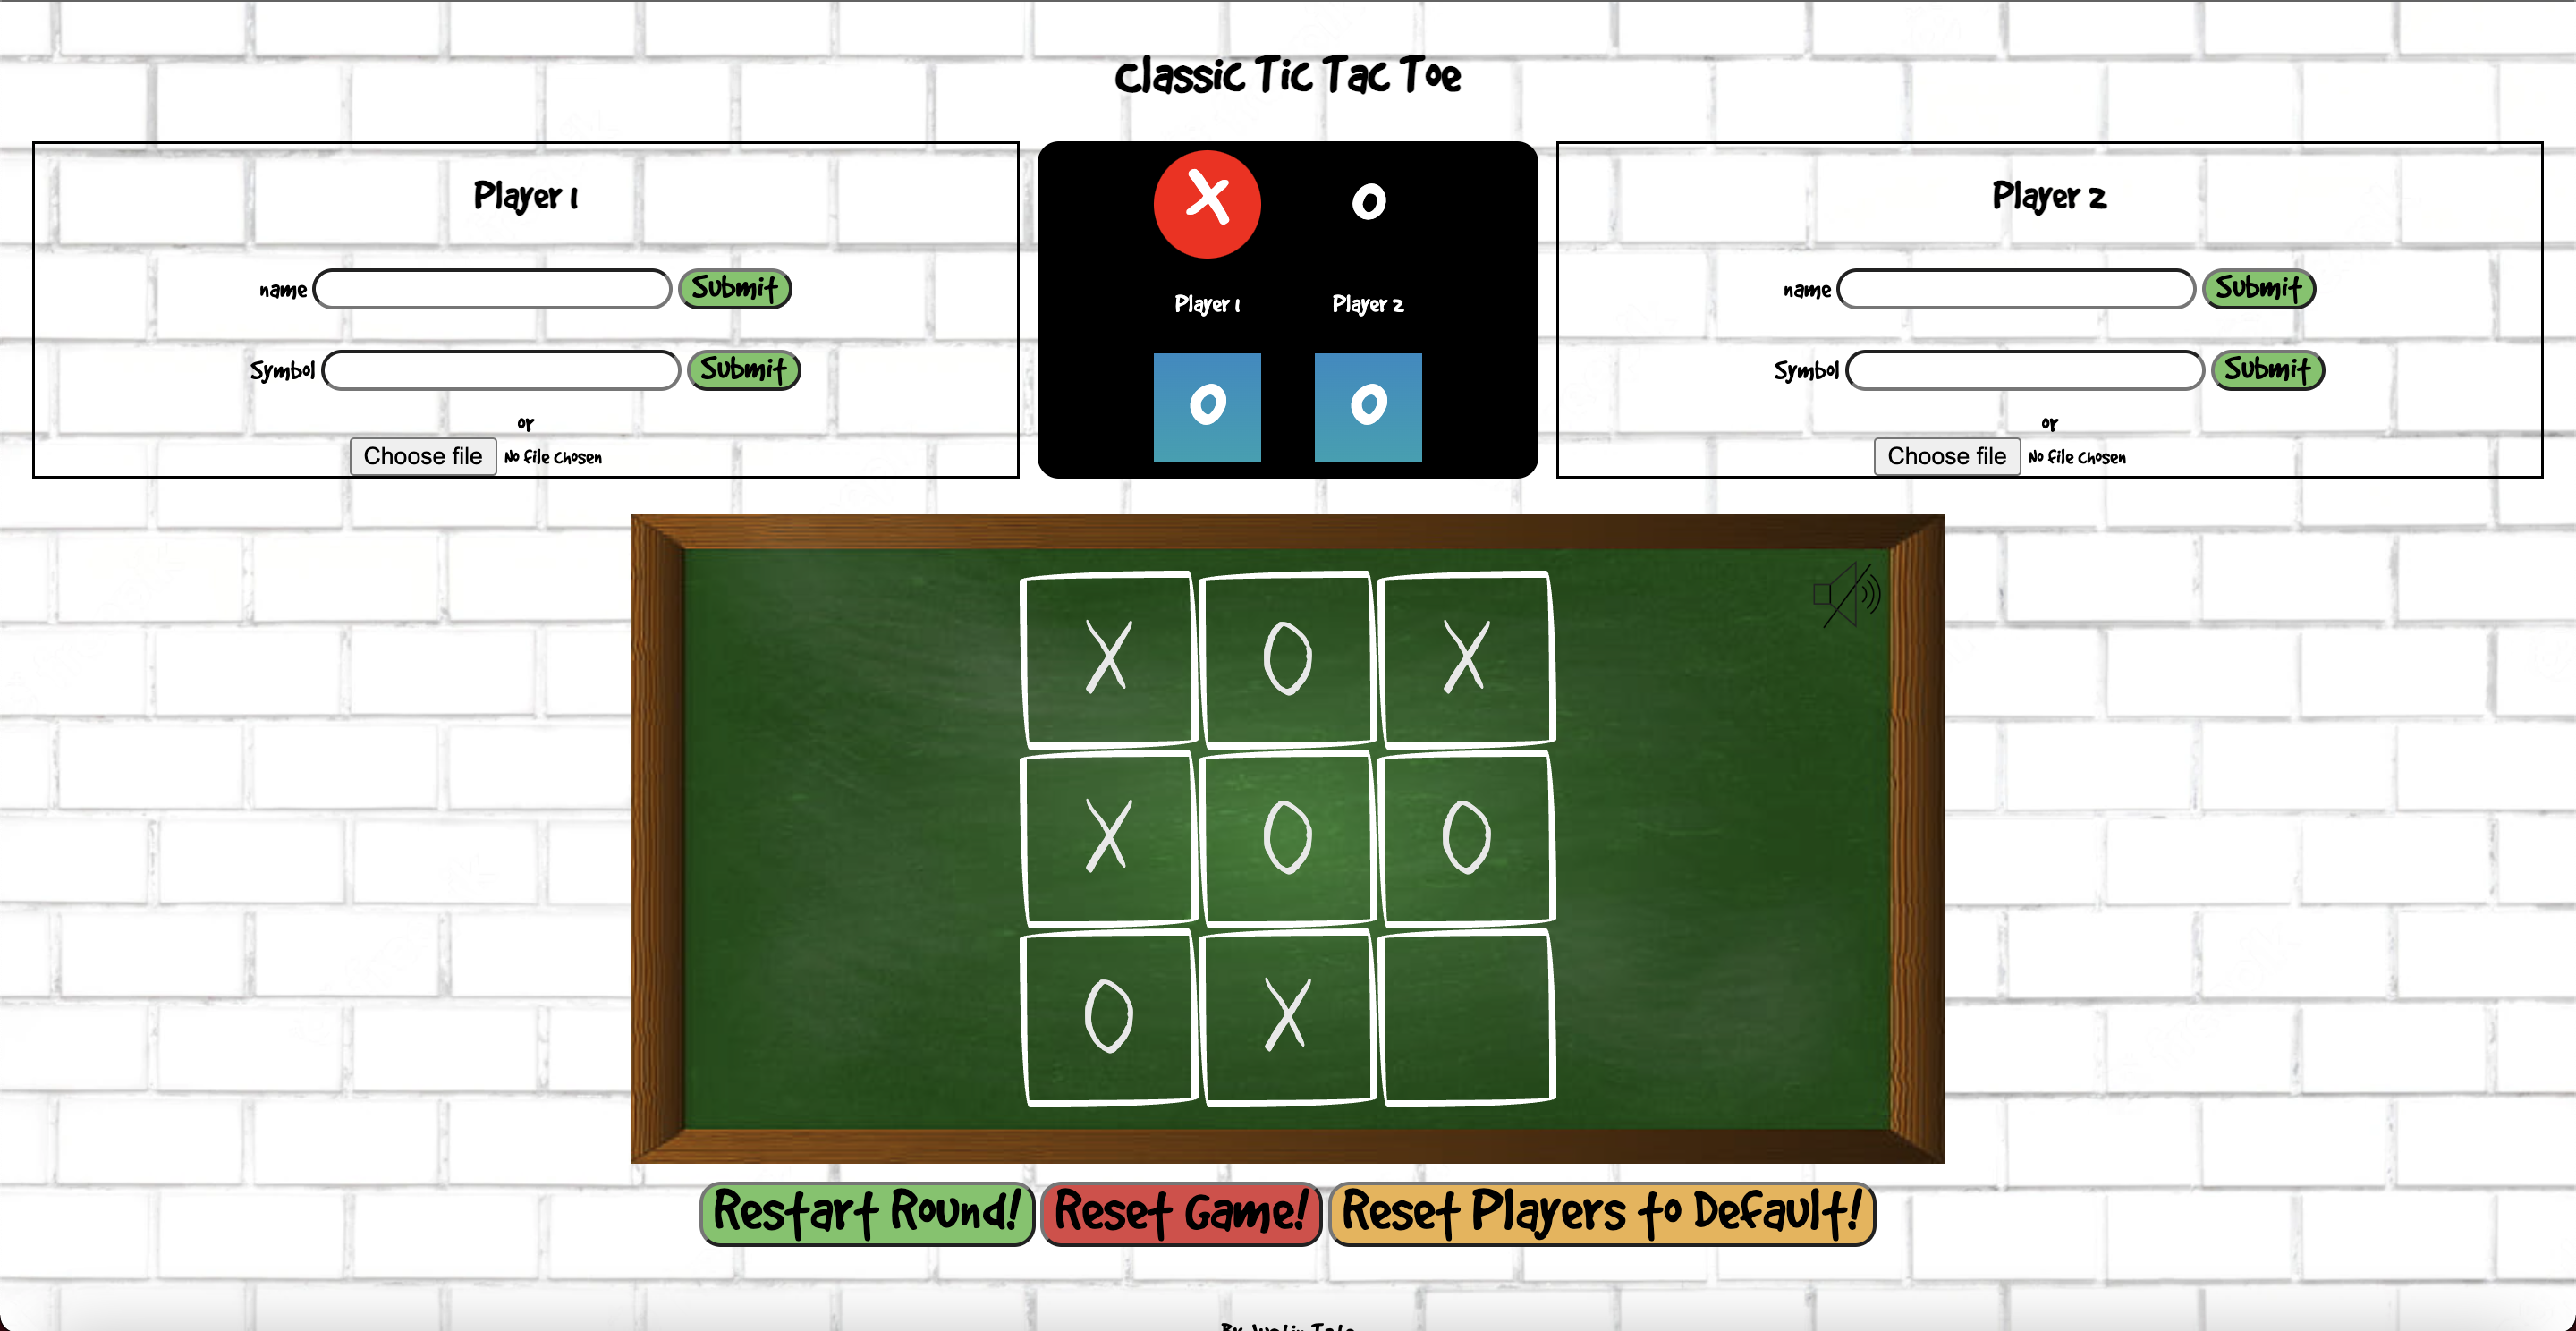 Classic Tic Tac Toe
Player 1
name Submit
Symbol Submit
or
Choose file No file chosen
X O
Player 1 Player 2
0 0
Player 2
name Submit
Symbol Submit
or
Choose file No file chosen
X O X
X O O
O X
Restart Round! Reset Game! Reset Players to Default!